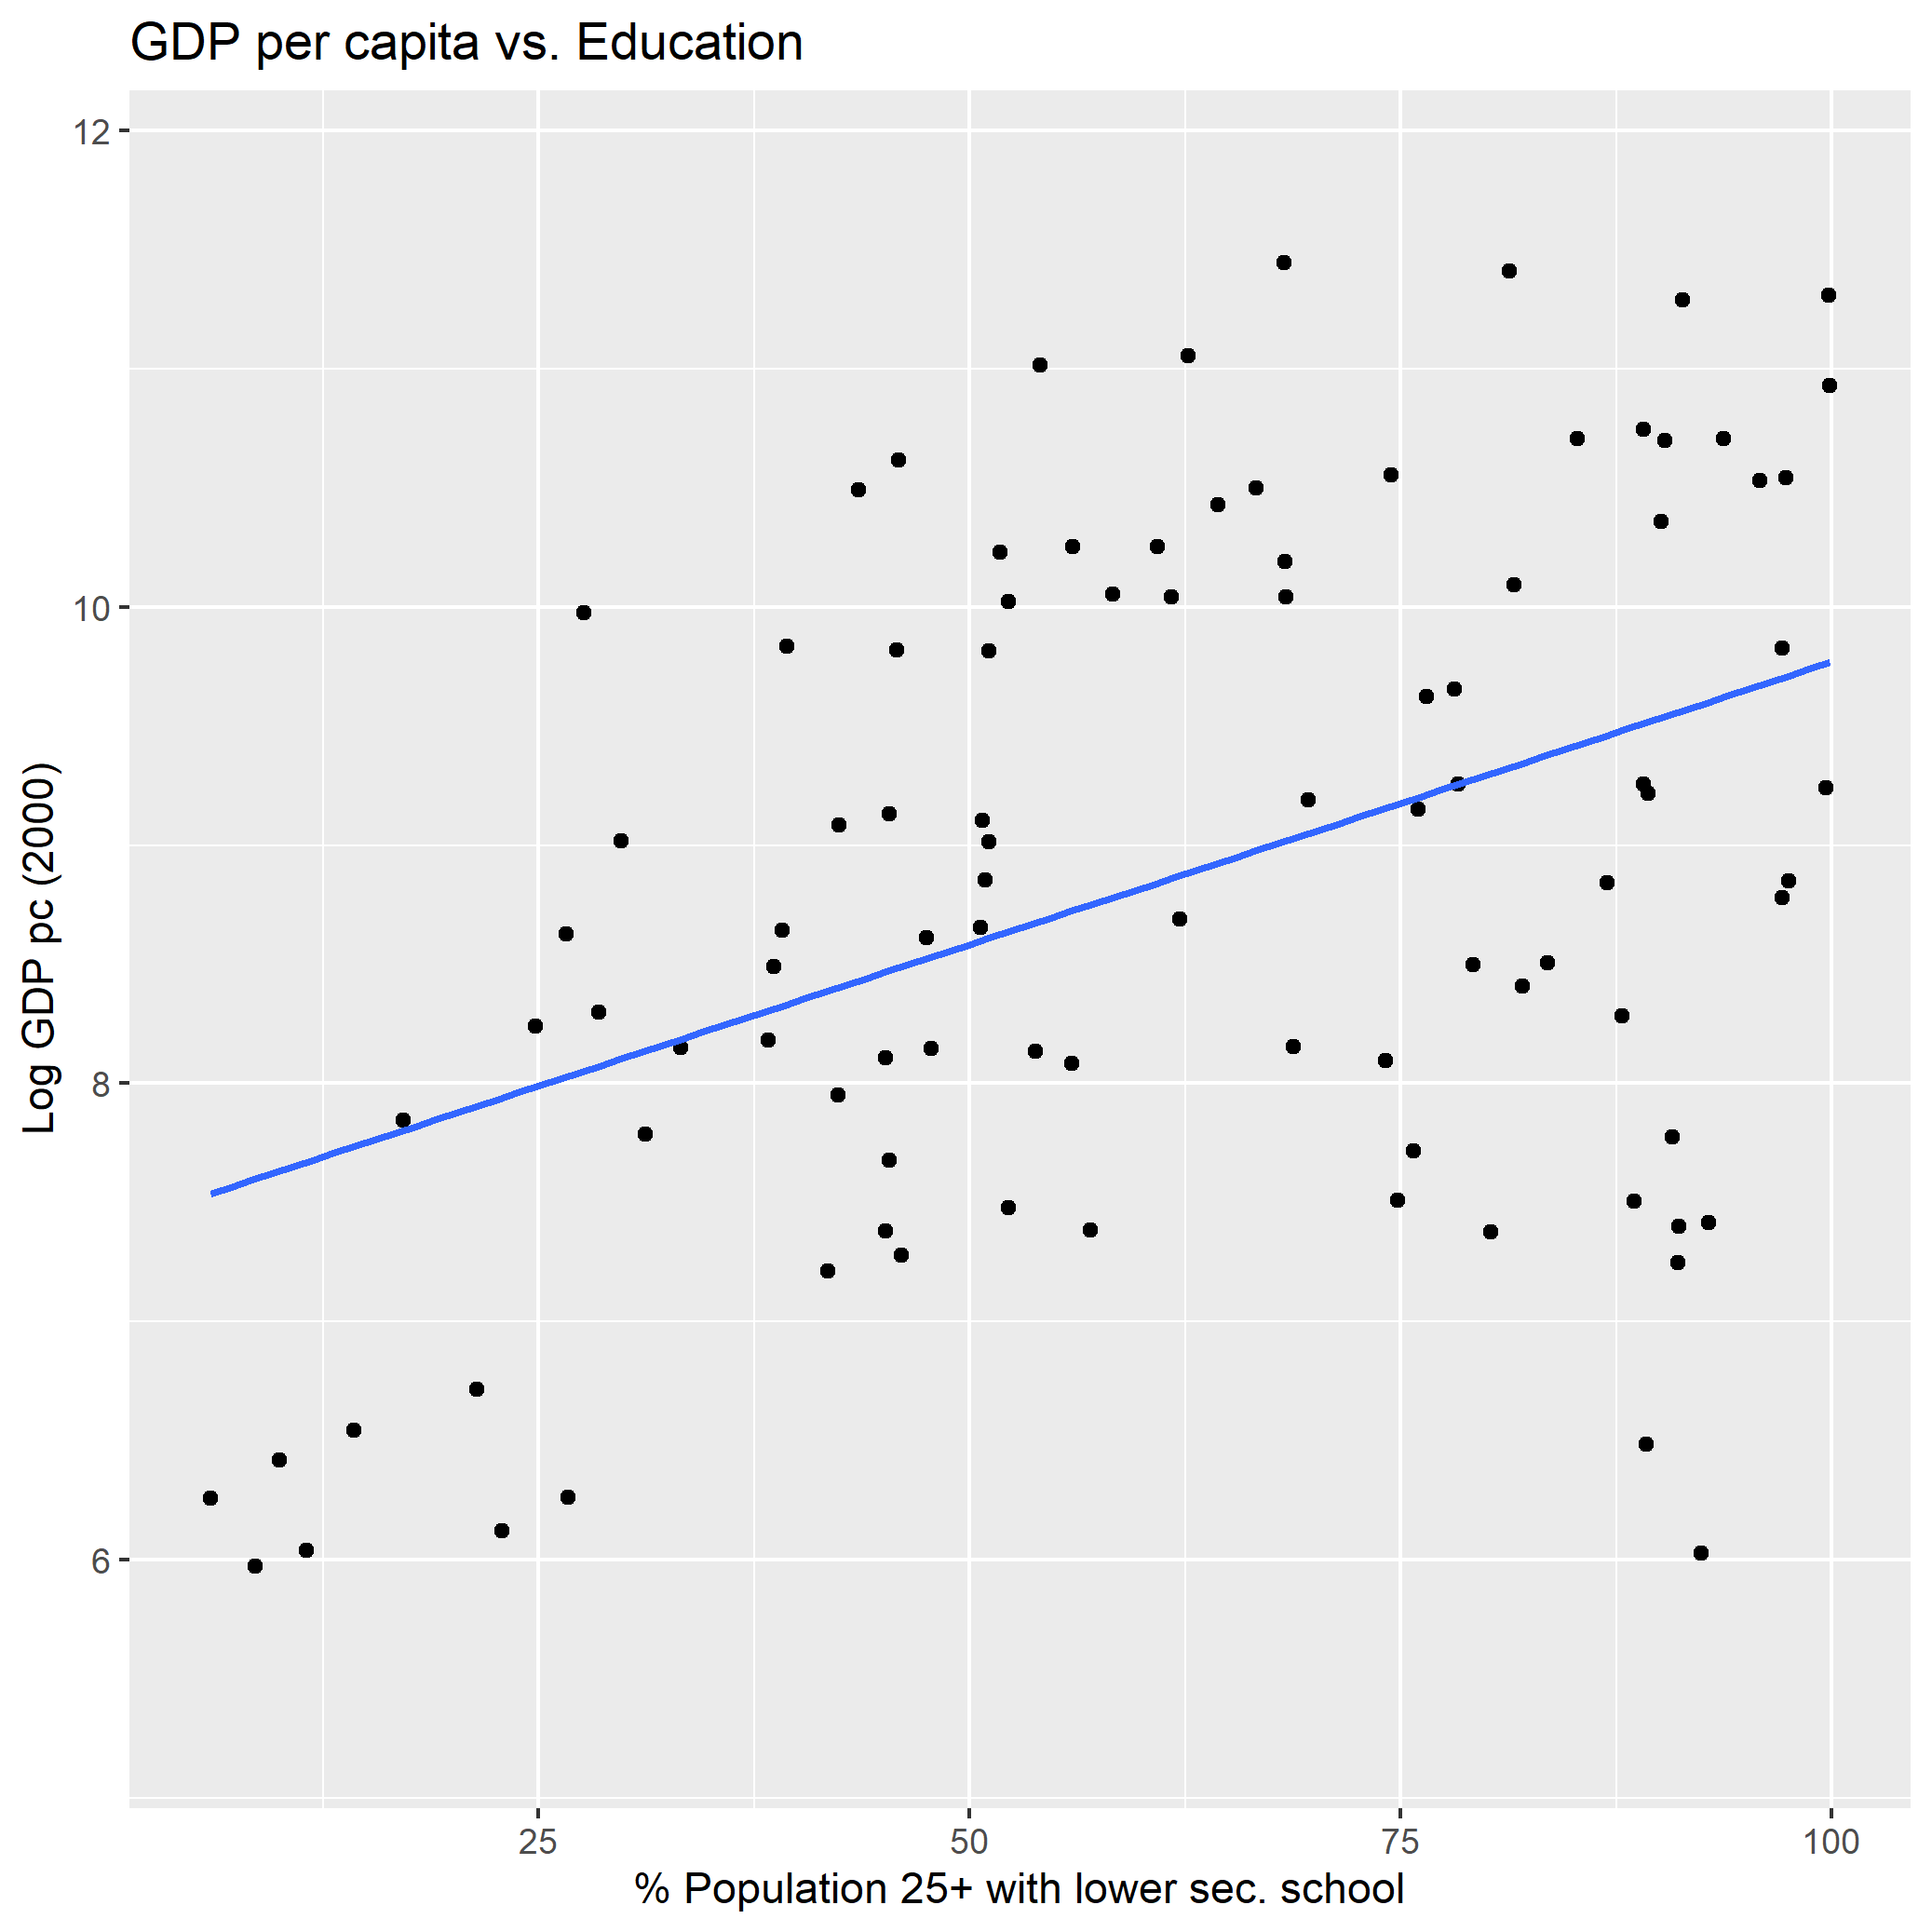 GDP per capita vs. Education
12
10
8
6
Log GDP pc (2000)
25 50 75 100
% Population 25+ with lower sec. school